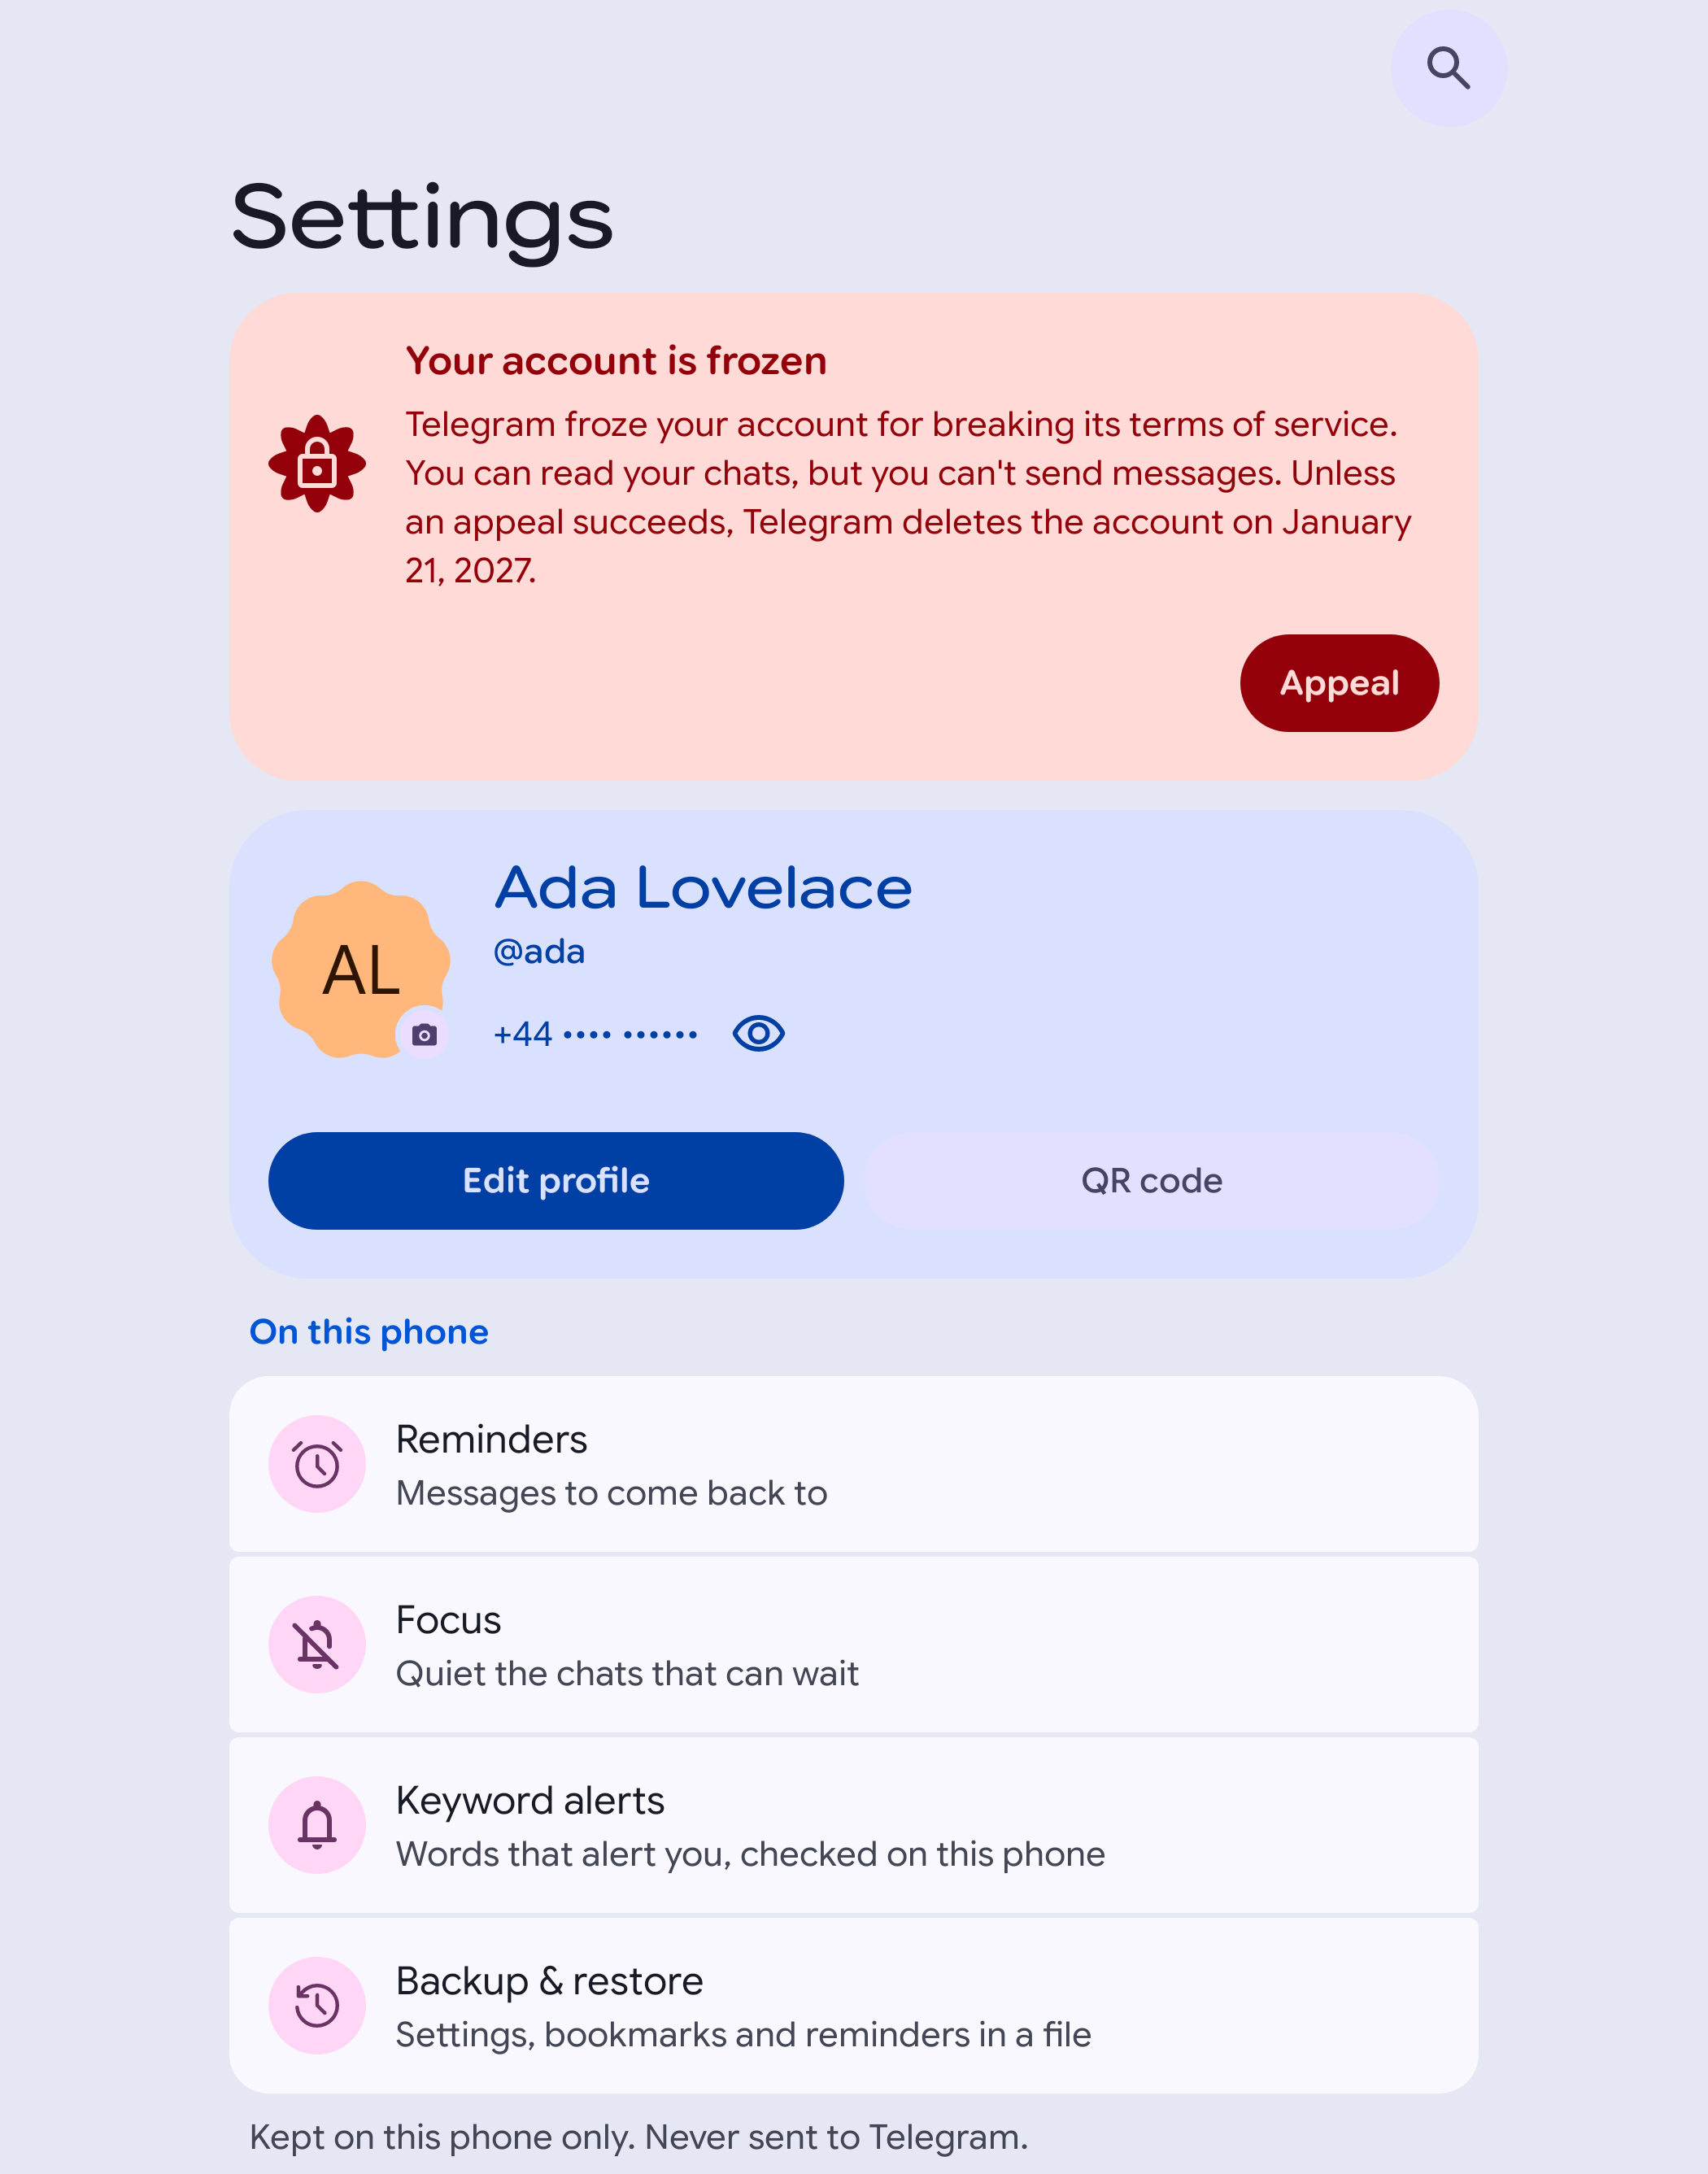 Settings
Your account is frozen
Telegram froze your account for breaking its terms of service.
You can read your chats, but you can't send messages. Unless
an appeal succeeds, Telegram deletes the account on January
21, 2027.
Appeal
Ada Lovelace
@ada
AL
+44 •••• ••••••
Edit profile
QR code
On this phone
Reminders
Messages to come back to
Focus
Quiet the chats that can wait
Keyword alerts
Words that alert you, checked on this phone
Backup & restore
Settings, bookmarks and reminders in a file
Kept on this phone only. Never sent to Telegram.